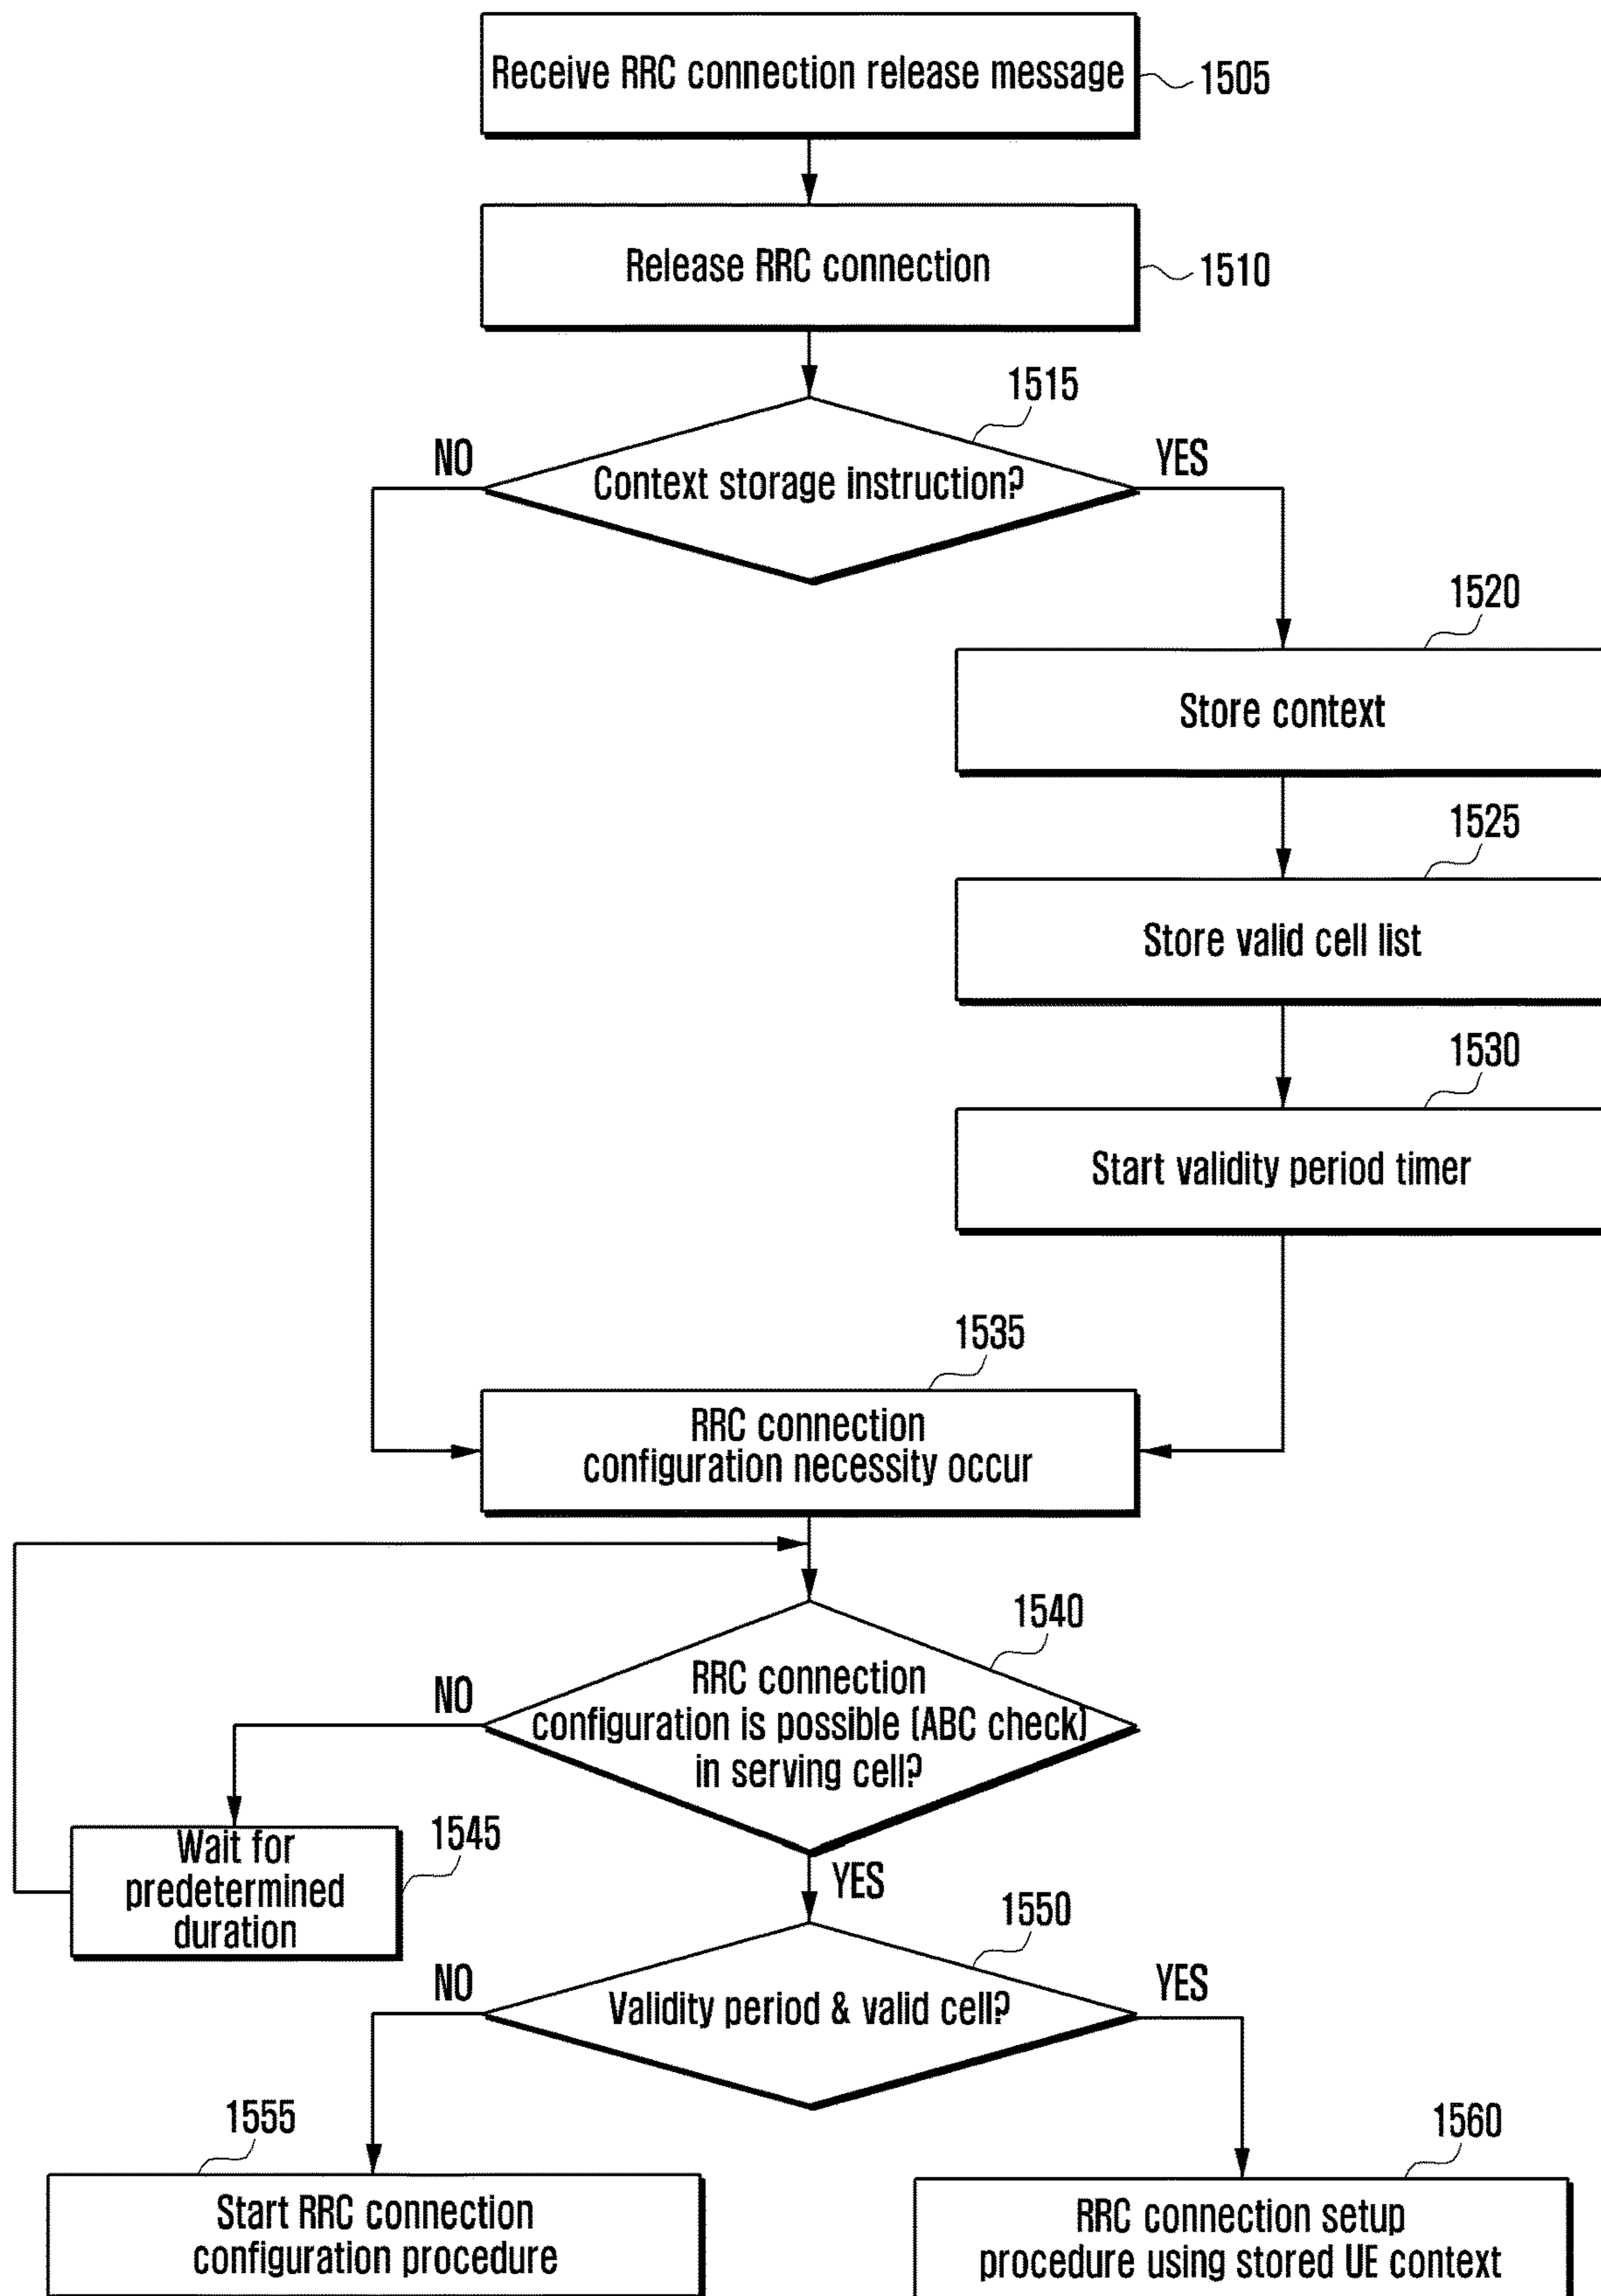 Receive RRC connection release message
1505
Release RRC connection
1510
1515
NO
YES
Context storage instruction?
1520
Store context
1525
Store valid cell list
1530
Start validity period timer
1535
RRC connection
configuration necessity occur
1540
NO
RRC connection
configuration is possible (ABC check)
in serving cell?
1545
Wait for
predetermined
duration
YES
1550
NO
YES
Validity period & valid cell?
1555
Start RRC connection
configuration procedure
1560
RRC connection setup
procedure using stored UE context